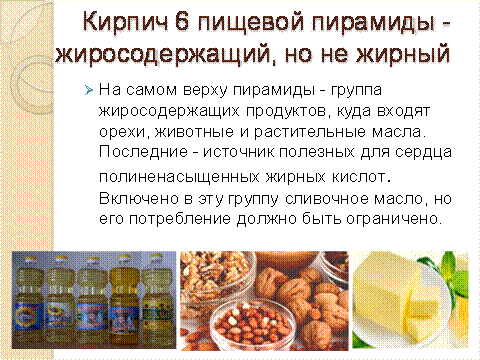 Кирпич 6 пищевой пирамиды -
жиросодержащий, но не жирный
На самом верху пирамиды - группа
жиросодержащих продуктов, куда входят
орехи, животные и растительные масла.
Последние - источник полезных для сердца
полиненасыщенных жирных кислот.
Включено в эту группу сливочное масло, но
его потребление должно быть ограничено.